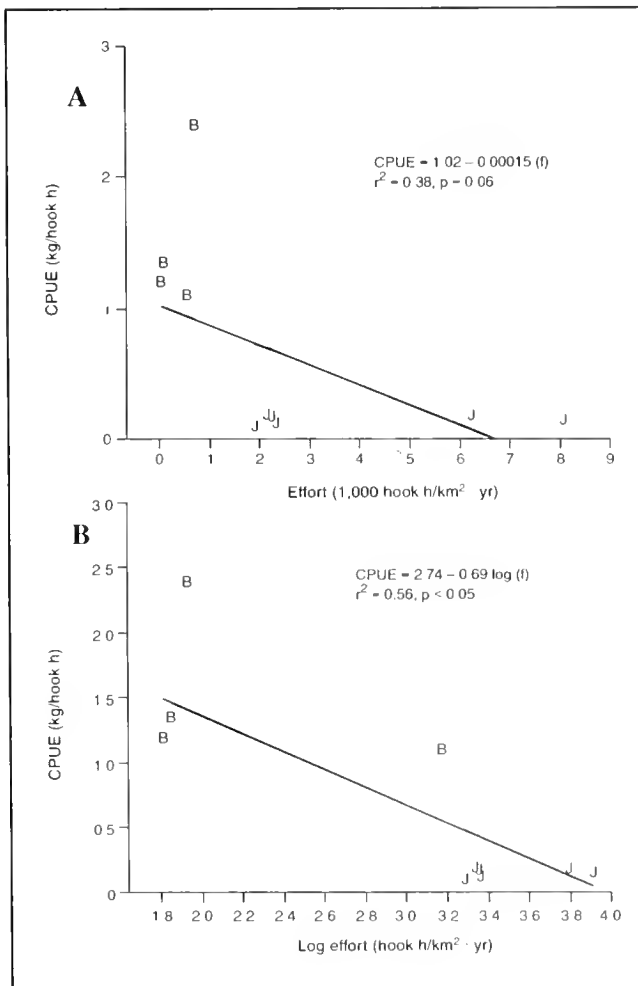 A
3
2
1
0
CPUE (kg/hook h)
B
B
B
B
J
J
J
J
J
J
CPUE = 1 02 – 0 00015 (f)
r² = 0 38, p = 0 06
0 1 2 3 4 5 6 7 8 9
Effort (1,000 hook h/km² yr)
B
3 0
2 5
2 0
1 5
1 0
0 5
0
CPUE (kg/hook h)
B
B
B
B
J
J
J
J
J
J
CPUE = 2 74 – 0 69 log (f)
r² = 0.56, p < 0 05
1 8 2 0 2 2 2 4 2 6 2 8 3 0 3 2 3 4 3 6 3 8 4 0
Log effort (hook h/km² · yr)